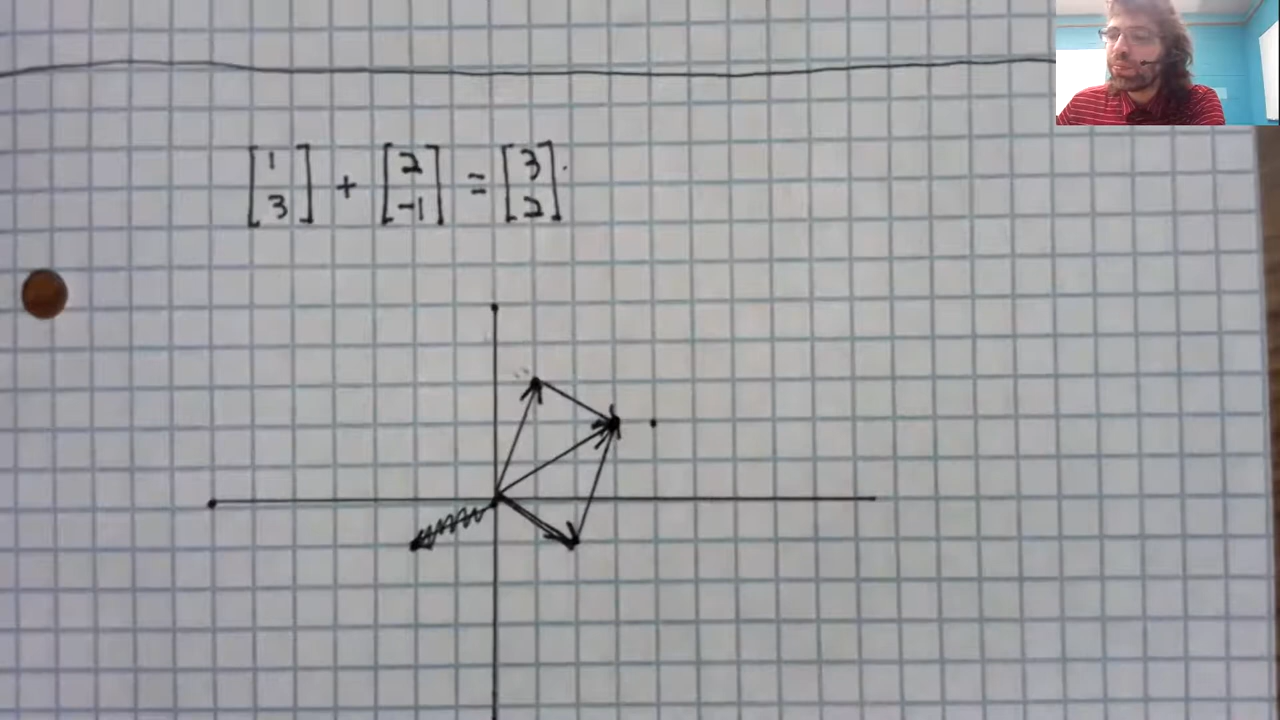 [1 3] + [2 -1] = [3 2].